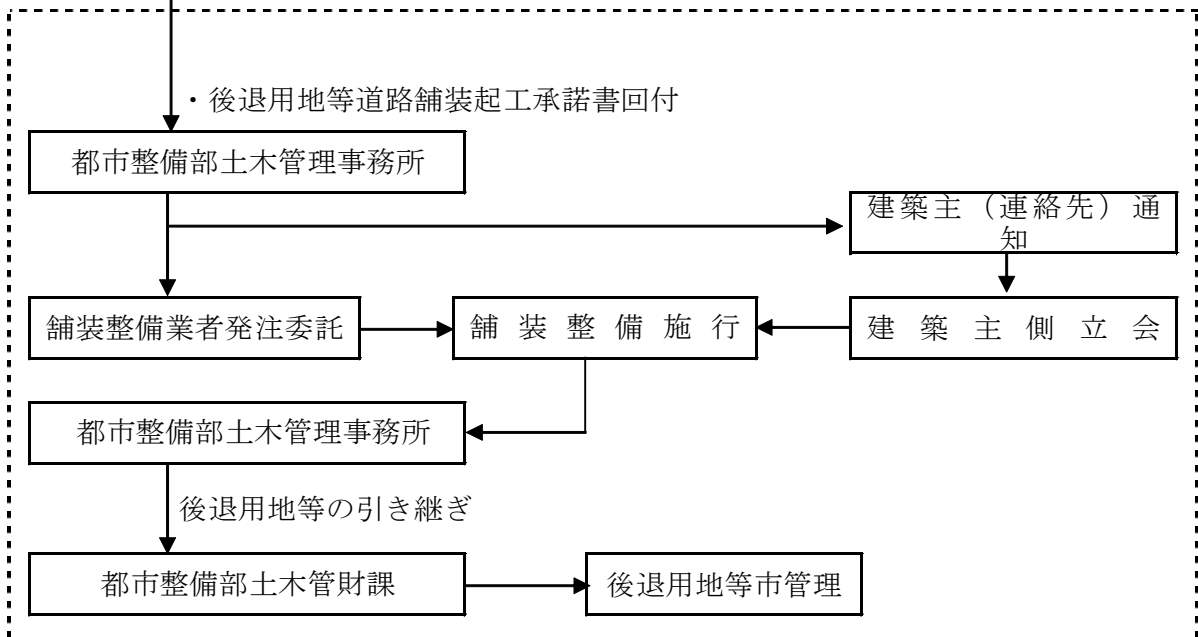 ・後退用地等道路舗装起工承諾書回付
都市整備部土木管理事務所
建築主（連絡先）通
知
舗装整備業者発注委託
舗装整備施行
建築主側立会
都市整備部土木管理事務所
後退用地等の引き継ぎ
都市整備部土木管財課
後退用地等市管理